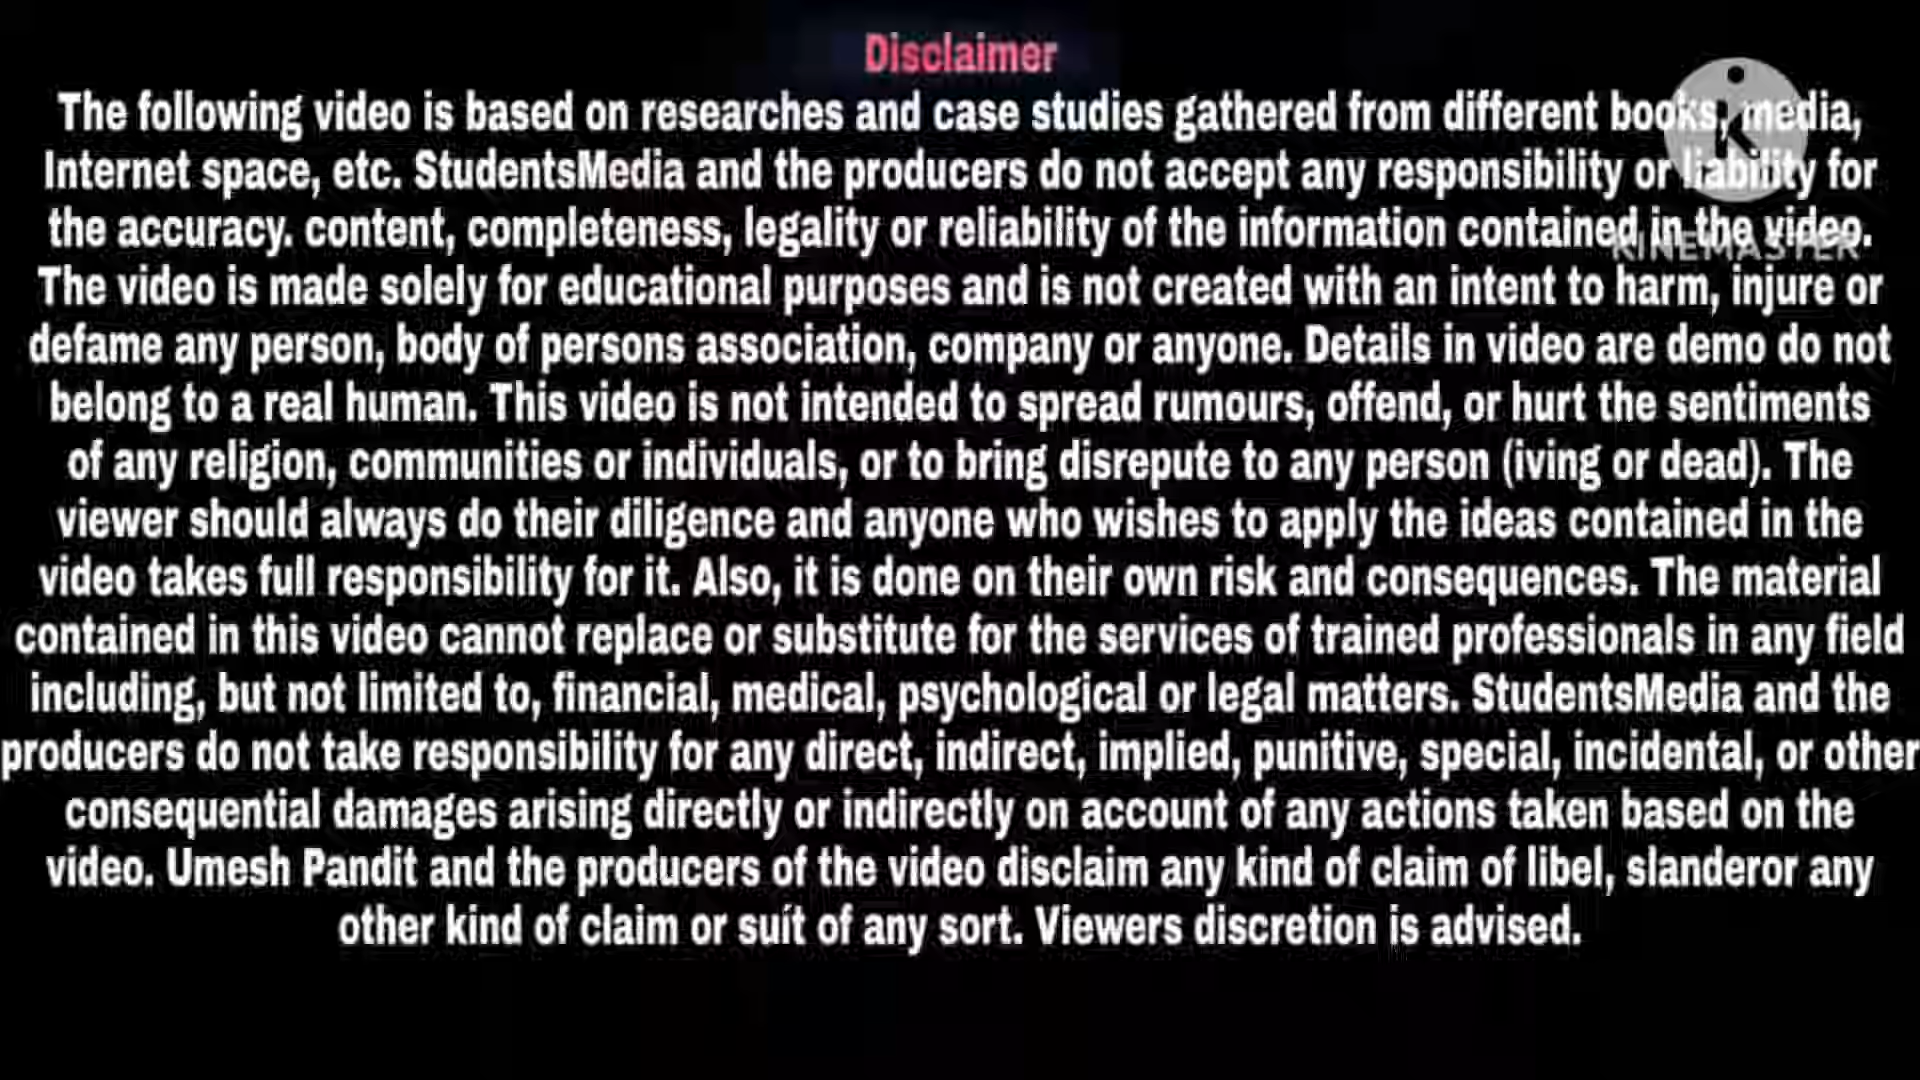 Disclaimer
The following video is based on researches and case studies gathered from different books, media,
Internet space, etc. StudentsMedia and the producers do not accept any responsibility or liability for
the accuracy. content, completeness, legality or reliability of the information contained in the video.
KINEMASTER
The video is made solely for educational purposes and is not created with an intent to harm, injure or
defame any person, body of persons association, company or anyone. Details in video are demo do not
belong to a real human. This video is not intended to spread rumours, offend, or hurt the sentiments
of any religion, communities or individuals, or to bring disrepute to any person (iving or dead). The
viewer should always do their diligence and anyone who wishes to apply the ideas contained in the
video takes full responsibility for it. Also, it is done on their own risk and consequences. The material
contained in this video cannot replace or substitute for the services of trained professionals in any field
including, but not limited to, financial, medical, psychological or legal matters. StudentsMedia and the
producers do not take responsibility for any direct, indirect, implied, punitive, special, incidental, or other
consequential damages arising directly or indirectly on account of any actions taken based on the
video. Umesh Pandit and the producers of the video disclaim any kind of claim of libel, slanderor any
other kind of claim or suít of any sort. Viewers discretion is advised.